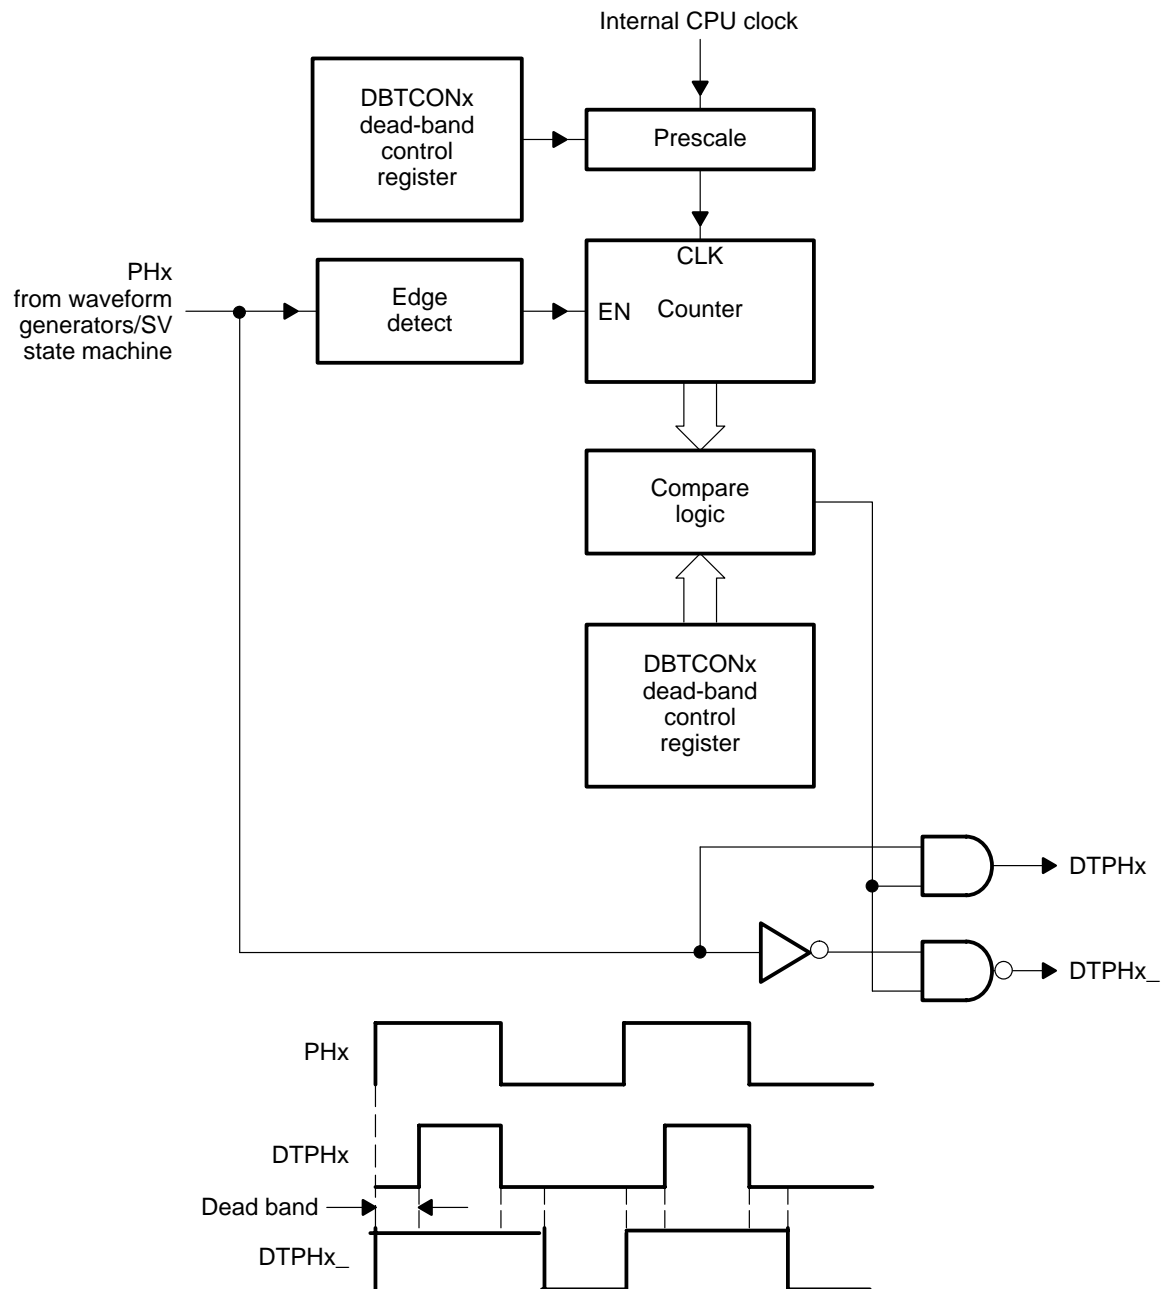 Internal CPU clock
DBTCONx
dead-band
control
register
Prescale
PHx
from waveform
generators/SV
state machine
Edge
detect
CLK
EN
Counter
Compare
logic
DBTCONx
dead-band
control
register
DTPHx
DTPHx_
PHx
DTPHx
Dead band
DTPHx_